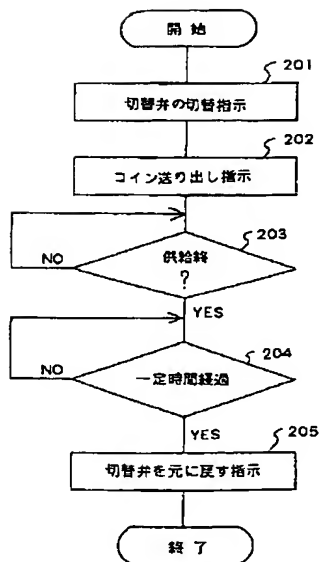 開始
201
切替弁の切替指示
202
コイン送り出し指示
203
供給終
?
NO
YES
204
一定時間経過
NO
YES
205
切替弁を元に戻す指示
終了